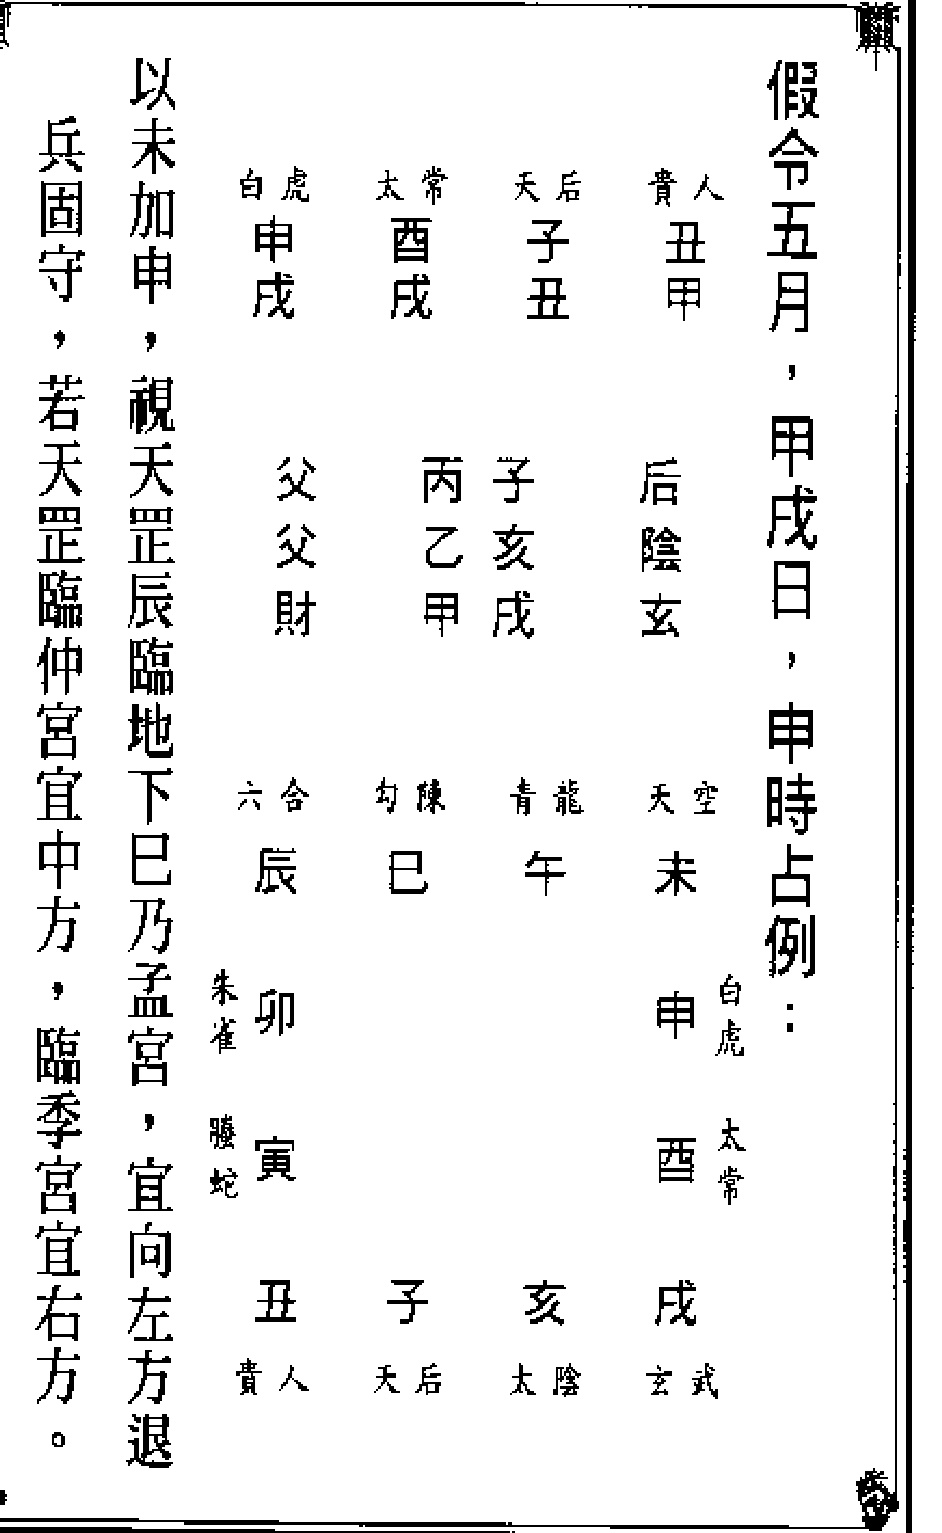 假令五月，甲戌日，申時占例：
白虎 太常 天后 貴人
申 酉 子 丑
戌 戌 丑 甲
父 丙子 后
父 乙亥 陰
財 甲戌 玄
六合 勾陳 青龍 天空
辰 巳 午 未
朱雀 卯 申 白虎
螣蛇 寅 酉 太常
丑 子 亥 戌
貴人 天后 太陰 玄武
以未加申，視天罡辰臨地下巳乃孟宮，宜向左方退
兵固守，若天罡臨仲宮宜中方，臨季宮宜右方。